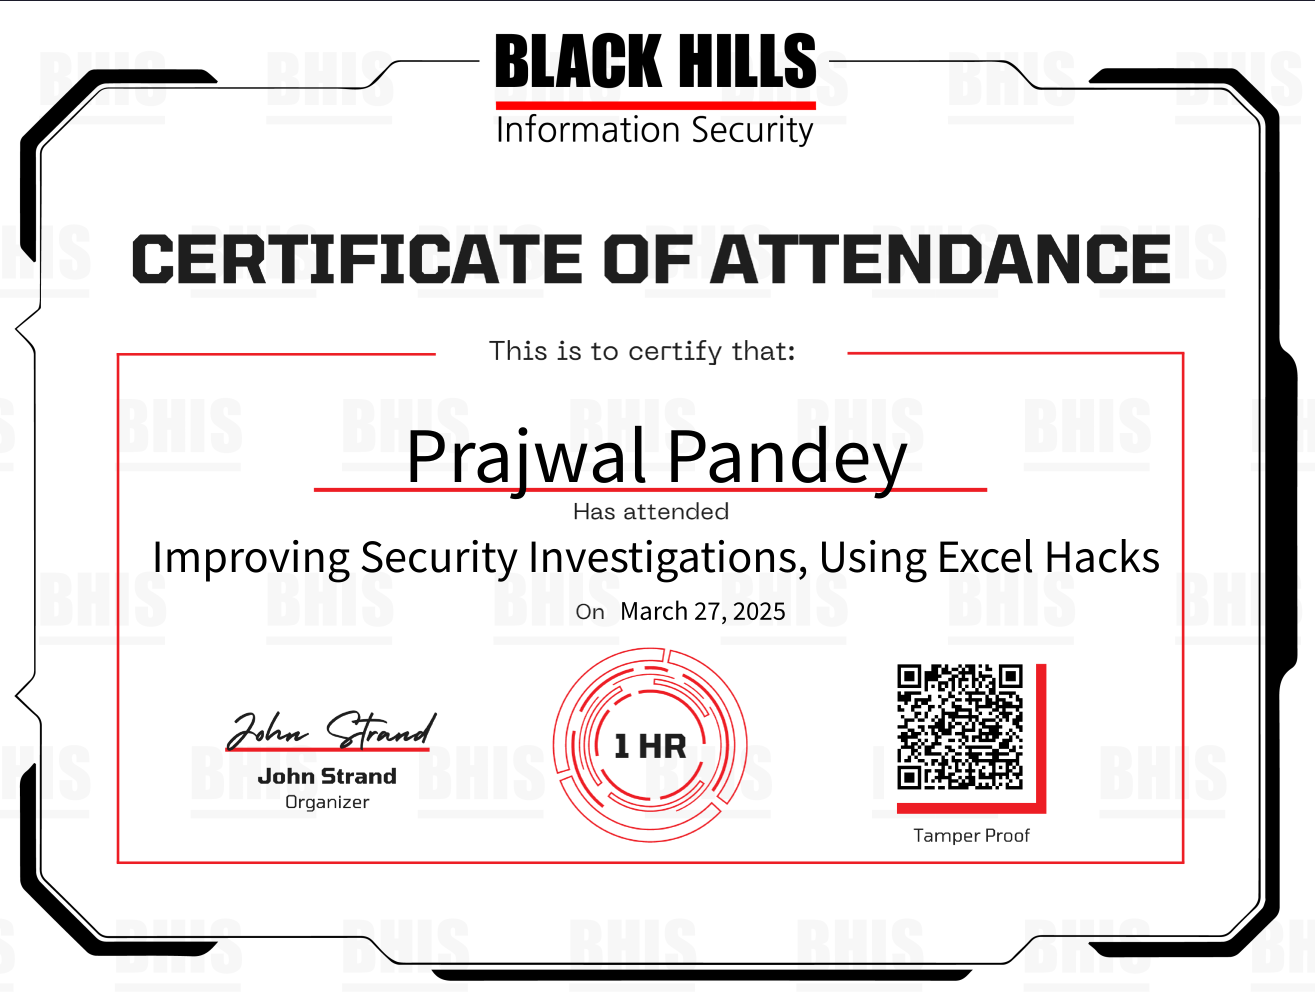 BLACK HILLS
Information Security
CERTIFICATE OF ATTENDANCE
This is to certify that:
Prajwal Pandey
Has attended
Improving Security Investigations, Using Excel Hacks
On March 27, 2025
John Strand
John Strand
Organizer
1 HR
Tamper Proof
BHIS